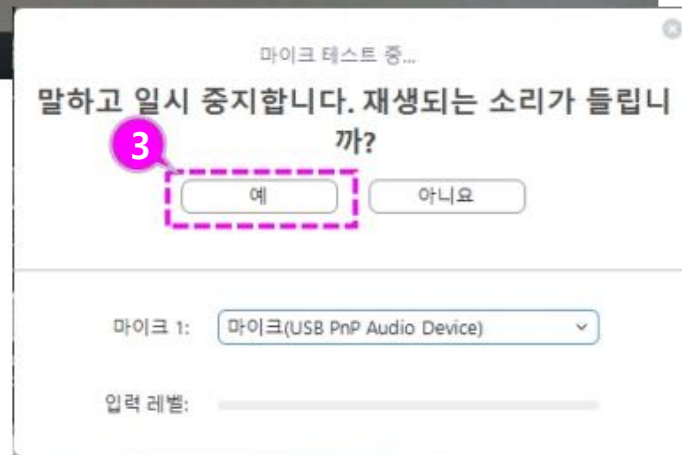 마이크 테스트 중...
말하고 일시 중지합니다. 재생되는 소리가 들립니
까?
3
예 아니요
마이크 1: 마이크(USB PnP Audio Device)
입력 레벨: